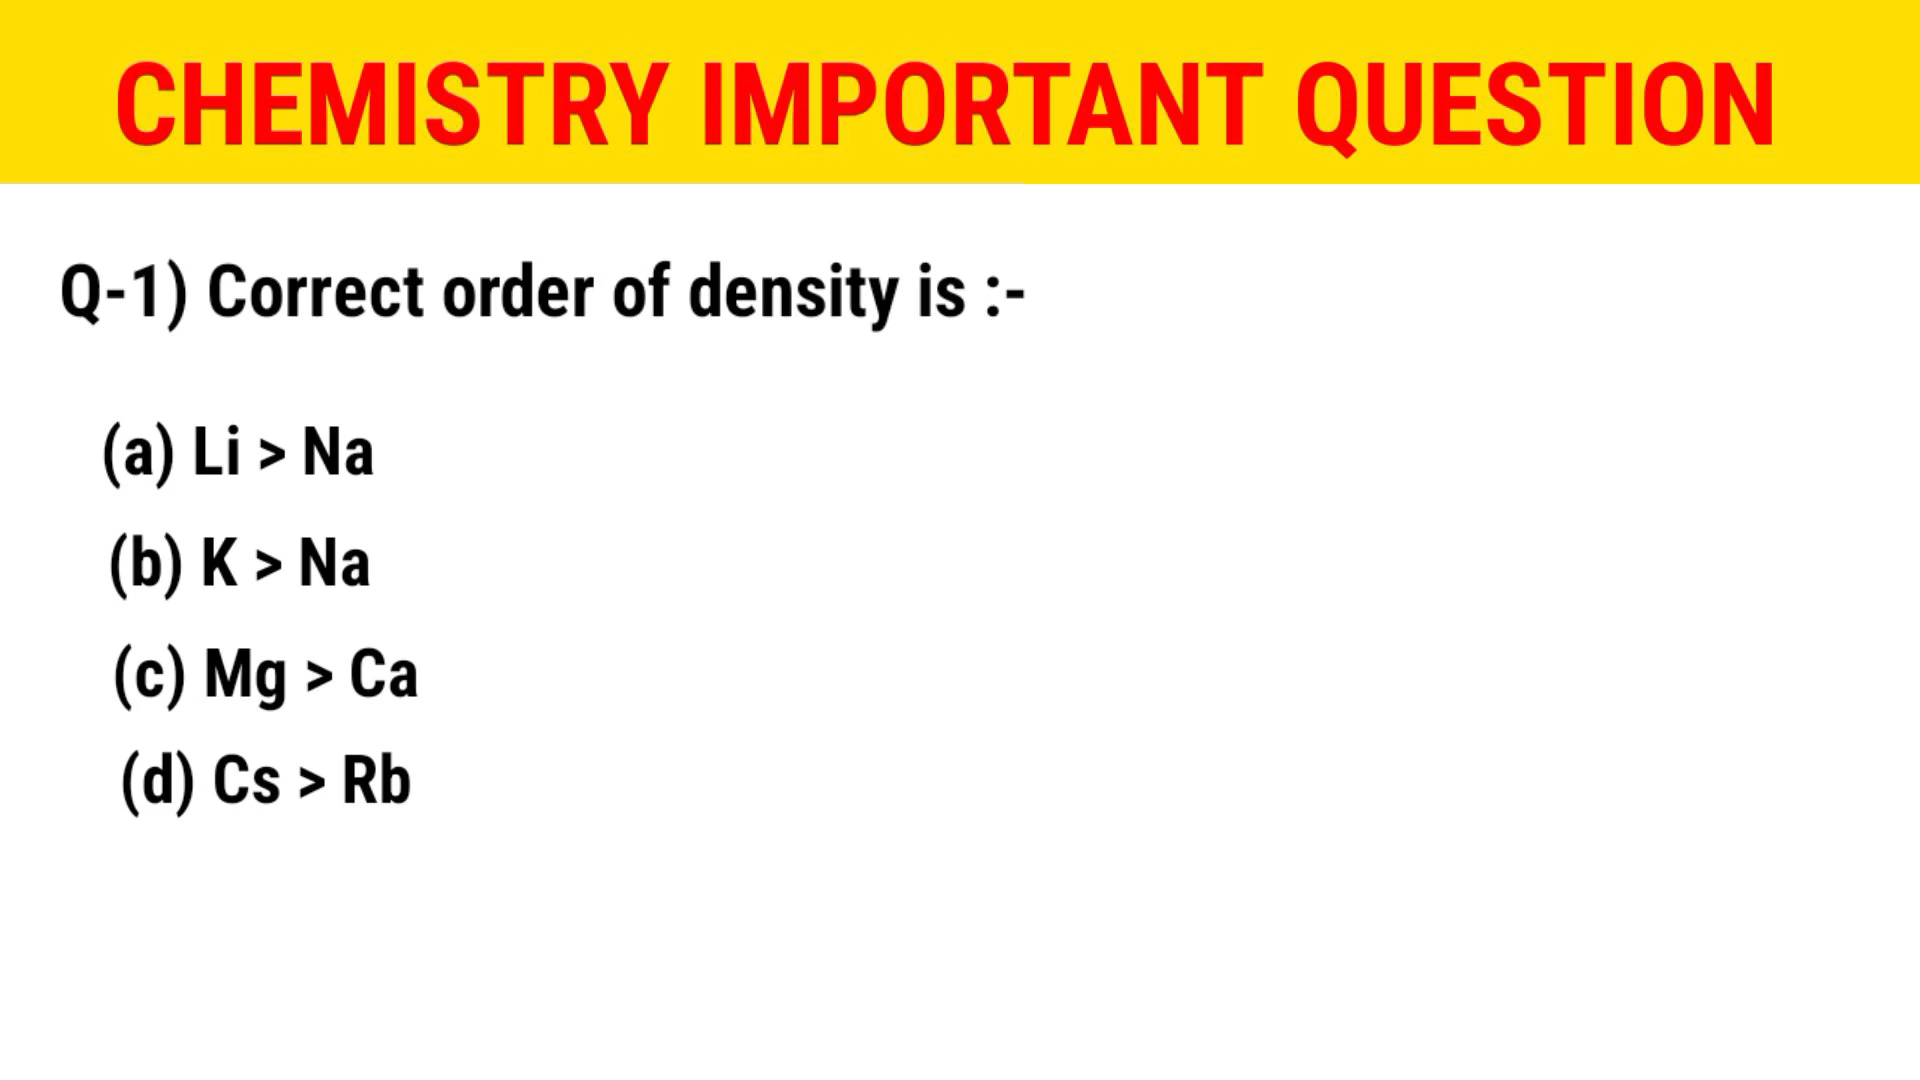 CHEMISTRY IMPORTANT QUESTION
Q-1) Correct order of density is :-
(a) Li > Na
(b) K > Na
(c) Mg > Ca
(d) Cs > Rb